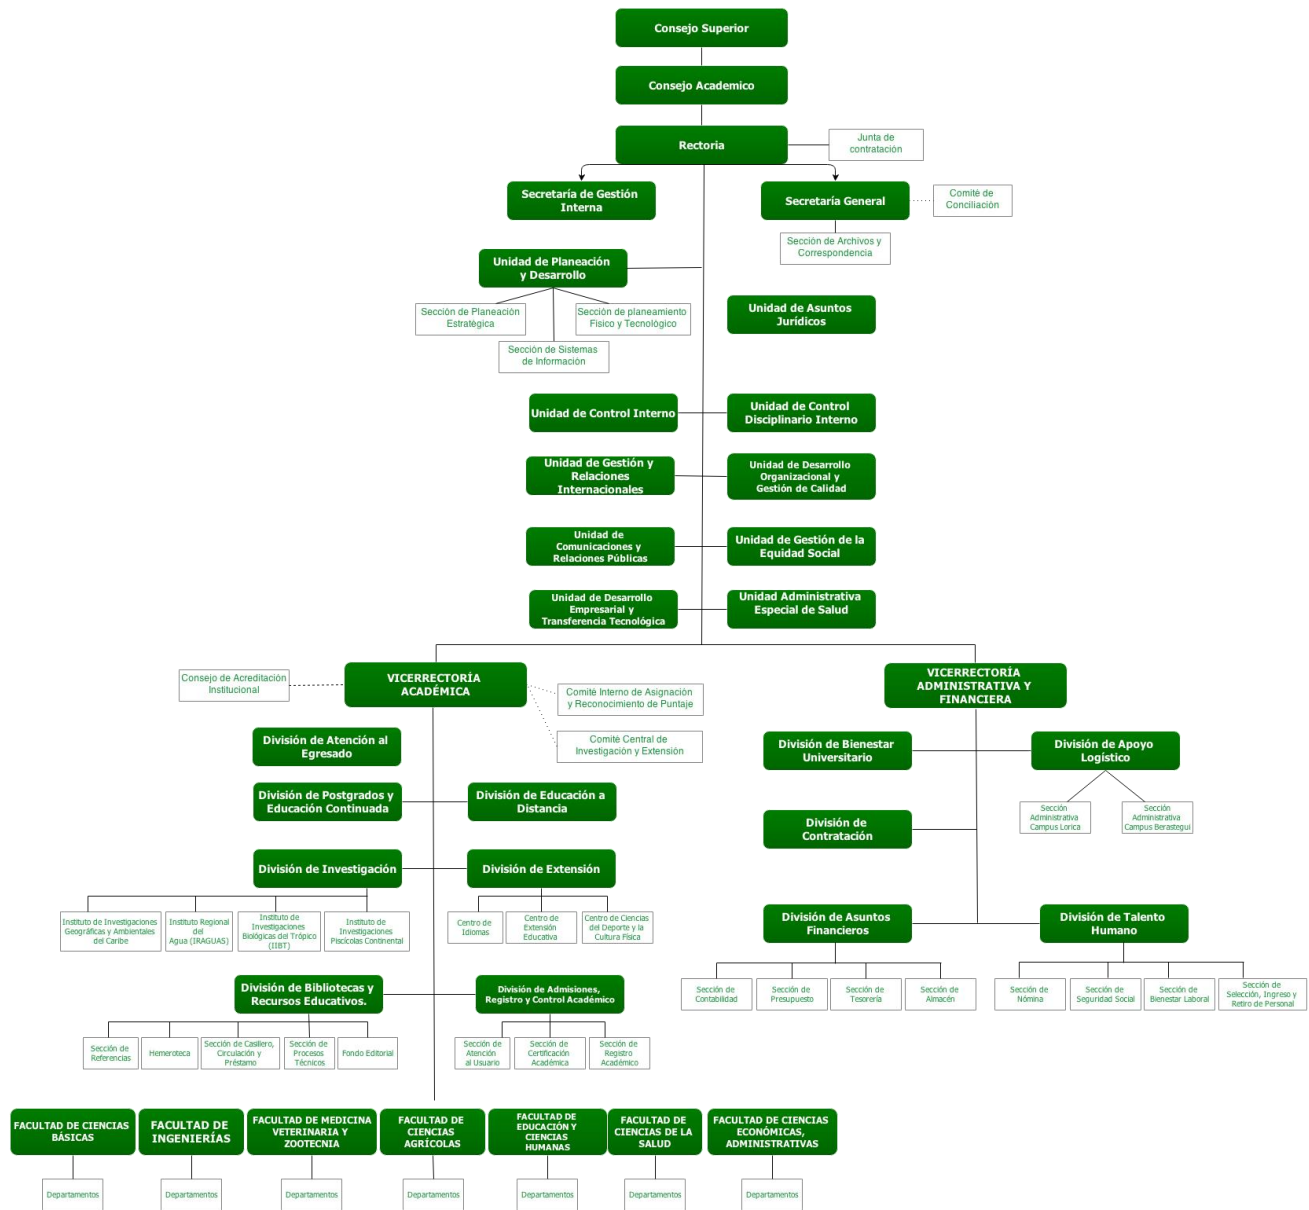 Consejo Superior
Consejo Academico
Rectoria
Junta de
contratación
Secretaría de Gestión
Interna
Secretaría General
Comité de
Conciliación
Sección de Archivos y
Correspondencia
Unidad de Planeación
y Desarrollo
Sección de Planeación
Estratégica
Sección de planeamiento
Físico y Tecnológico
Sección de Sistemas
de Información
Unidad de Asuntos
Jurídicos
Unidad de Control Interno
Unidad de Control
Disciplinario Interno
Unidad de Gestión y
Relaciones
Internacionales
Unidad de Desarrollo
Organizacional y
Gestión de Calidad
Unidad de
Comunicaciones y
Relaciones Públicas
Unidad de Gestión de la
Equidad Social
Unidad de Desarrollo
Empresarial y
Transferencia Tecnológica
Unidad Administrativa
Especial de Salud
Consejo de Acreditación
Institucional
VICERRECTORÍA
ACADÉMICA
Comité Interno de Asignación
y Reconocimiento de Puntaje
Comité Central de
Investigación y Extensión
VICERRECTORÍA
ADMINISTRATIVA Y
FINANCIERA
División de Atención al
Egresado
División de Postgrados y
Educación Continuada
División de Educación a
Distancia
División de Investigación
División de Extensión
Instituto de Investigaciones
Geográficas y Ambientales
del Caribe
Instituto Regional
del
Agua (IRAGUAS)
Instituto de
Investigaciones
Biológicas del Trópico
(IIBT)
Instituto de
Investigaciones
Piscícolas Continental
Centro de
Idiomas
Centro de
Extensión
Educativa
Centro de Ciencias
del Deporte y la
Cultura Física
División de Bibliotecas y
Recursos Educativos.
División de Admisiones,
Registro y Control Académico
Sección de
Referencias
Hemeroteca
Sección de Casillero,
Circulación y
Préstamo
Sección de
Procesos
Técnicos
Fondo Editorial
Sección de
Atención
al Usuario
Sección de
Certificación
Académica
Sección de
Registro
Académico
División de Bienestar
Universitario
División de Apoyo
Logístico
Sección
Administrativa
Campus Lorica
Sección
Administrativa
Campus Berastegui
División de
Contratación
División de Asuntos
Financieros
División de Talento
Humano
Sección de
Contabilidad
Sección de
Presupuesto
Sección de
Tesorería
Sección de
Almacén
Sección de
Nómina
Sección de
Seguridad Social
Sección de
Bienestar Laboral
Sección de
Selección, Ingreso y
Retiro de Personal
FACULTAD DE CIENCIAS
BÁSICAS
FACULTAD DE
INGENIERÍAS
FACULTAD DE MEDICINA
VETERINARIA Y
ZOOTECNIA
FACULTAD DE
CIENCIAS
AGRÍCOLAS
FACULTAD DE
EDUCACIÓN Y
CIENCIAS
HUMANAS
FACULTAD DE
CIENCIAS DE LA
SALUD
FACULTAD DE CIENCIAS
ECONÓMICAS,
ADMINISTRATIVAS
Departamentos
Departamentos
Departamentos
Departamentos
Departamentos
Departamentos
Departamentos